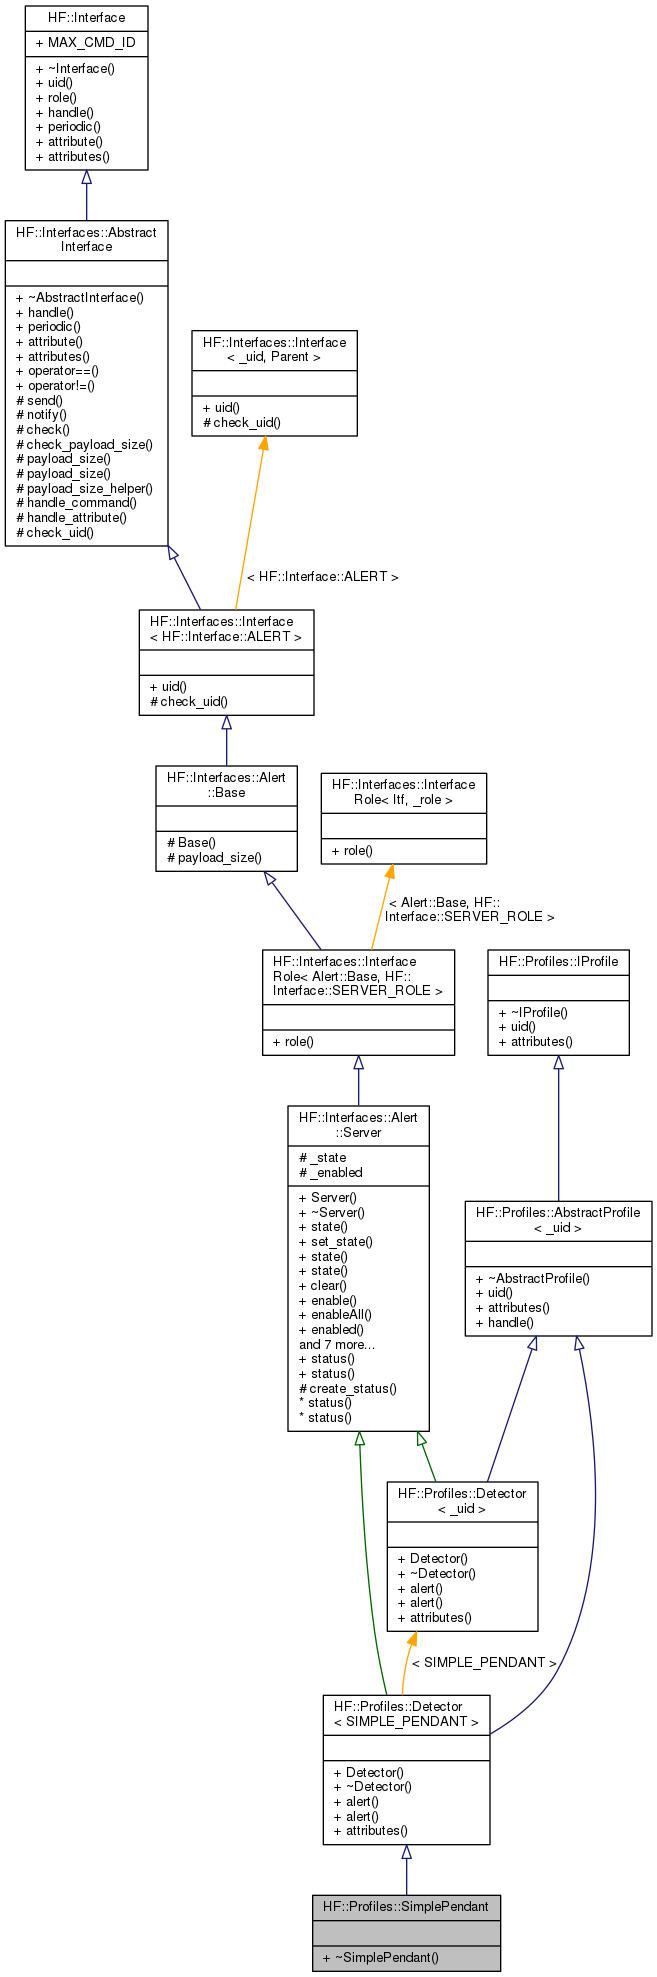 HF::Interface
+ MAX_CMD_ID
+ ~Interface()
+ uid()
+ role()
+ handle()
+ periodic()
+ attribute()
+ attributes()
HF::Interfaces::Abstract
Interface
+ ~AbstractInterface()
+ handle()
+ periodic()
+ attribute()
+ attributes()
+ operator==()
+ operator!=()
# send()
# notify()
# check()
# check_payload_size()
# payload_size()
# payload_size()
# payload_size_helper()
# handle_command()
# handle_attribute()
# check_uid()
HF::Interfaces::Interface
< _uid, Parent >
+ uid()
# check_uid()
< HF::Interface::ALERT >
HF::Interfaces::Interface
< HF::Interface::ALERT >
+ uid()
# check_uid()
HF::Interfaces::Alert
::Base
# Base()
# payload_size()
HF::Interfaces::Interface
Role< Itf, _role >
+ role()
< Alert::Base, HF::
Interface::SERVER_ROLE >
HF::Interfaces::Interface
Role< Alert::Base, HF::
Interface::SERVER_ROLE >
+ role()
HF::Profiles::IProfile
+ ~IProfile()
+ uid()
+ attributes()
HF::Interfaces::Alert
::Server
# _state
# _enabled
+ Server()
+ ~Server()
+ state()
+ set_state()
+ state()
+ state()
+ clear()
+ enable()
+ enableAll()
+ enabled()
and 7 more...
+ status()
+ status()
# create_status()
* status()
* status()
HF::Profiles::AbstractProfile
< _uid >
+ ~AbstractProfile()
+ uid()
+ attributes()
+ handle()
HF::Profiles::Detector
< _uid >
+ Detector()
+ ~Detector()
+ alert()
+ alert()
+ attributes()
< SIMPLE_PENDANT >
HF::Profiles::Detector
< SIMPLE_PENDANT >
+ Detector()
+ ~Detector()
+ alert()
+ alert()
+ attributes()
HF::Profiles::SimplePendant
+ ~SimplePendant()